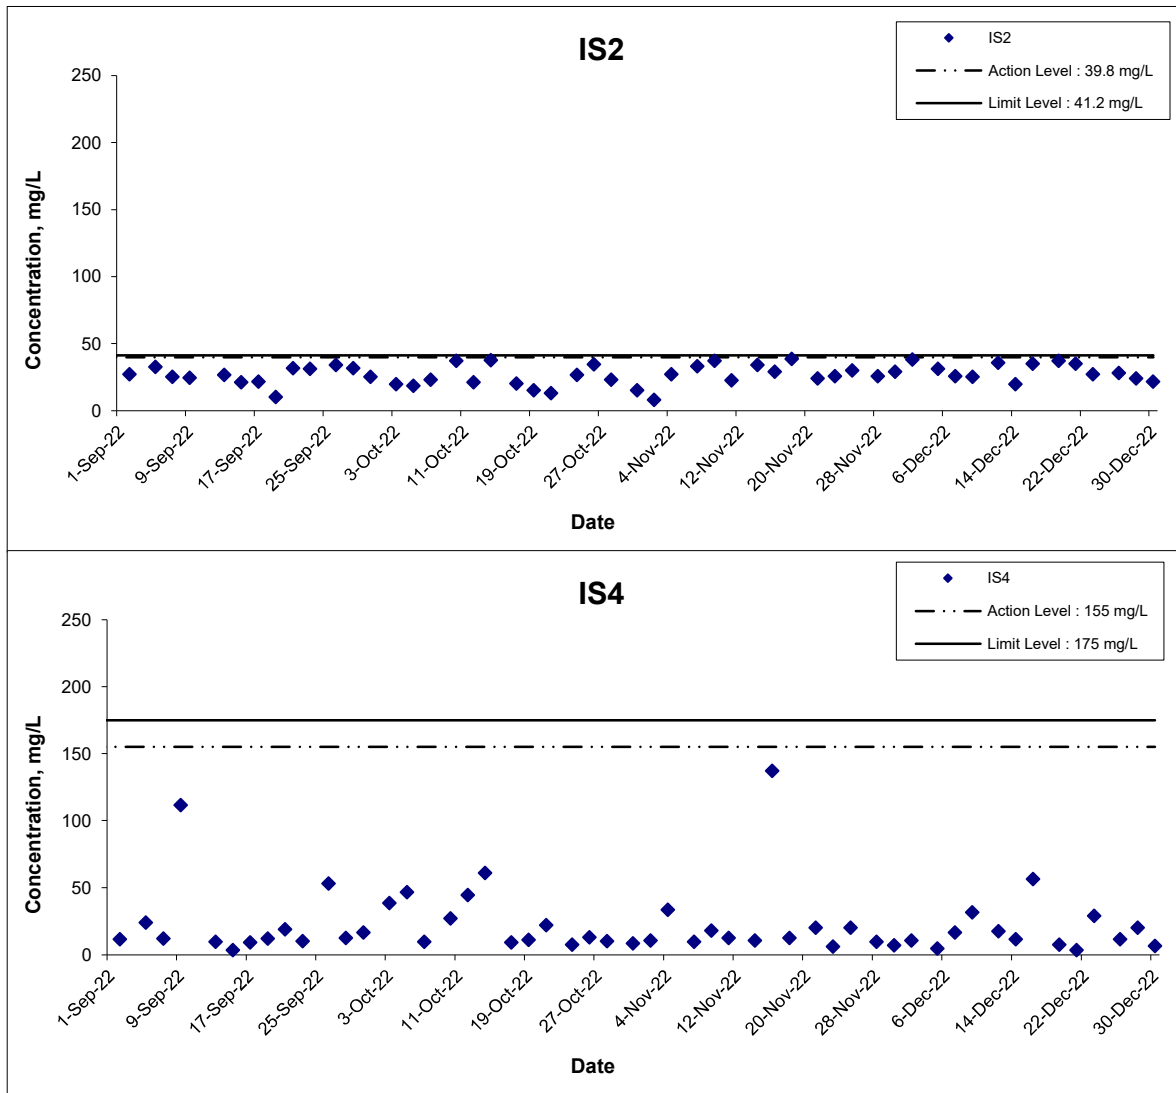 IS2
IS2
Action Level : 39.8 mg/L
Limit Level : 41.2 mg/L
Concentration, mg/L
250
200
150
100
50
0
1-Sep-22
9-Sep-22
17-Sep-22
25-Sep-22
3-Oct-22
11-Oct-22
19-Oct-22
27-Oct-22
4-Nov-22
12-Nov-22
20-Nov-22
28-Nov-22
6-Dec-22
14-Dec-22
22-Dec-22
30-Dec-22
Date
IS4
IS4
Action Level : 155 mg/L
Limit Level : 175 mg/L
Concentration, mg/L
250
200
150
100
50
0
1-Sep-22
9-Sep-22
17-Sep-22
25-Sep-22
3-Oct-22
11-Oct-22
19-Oct-22
27-Oct-22
4-Nov-22
12-Nov-22
20-Nov-22
28-Nov-22
6-Dec-22
14-Dec-22
22-Dec-22
30-Dec-22
Date